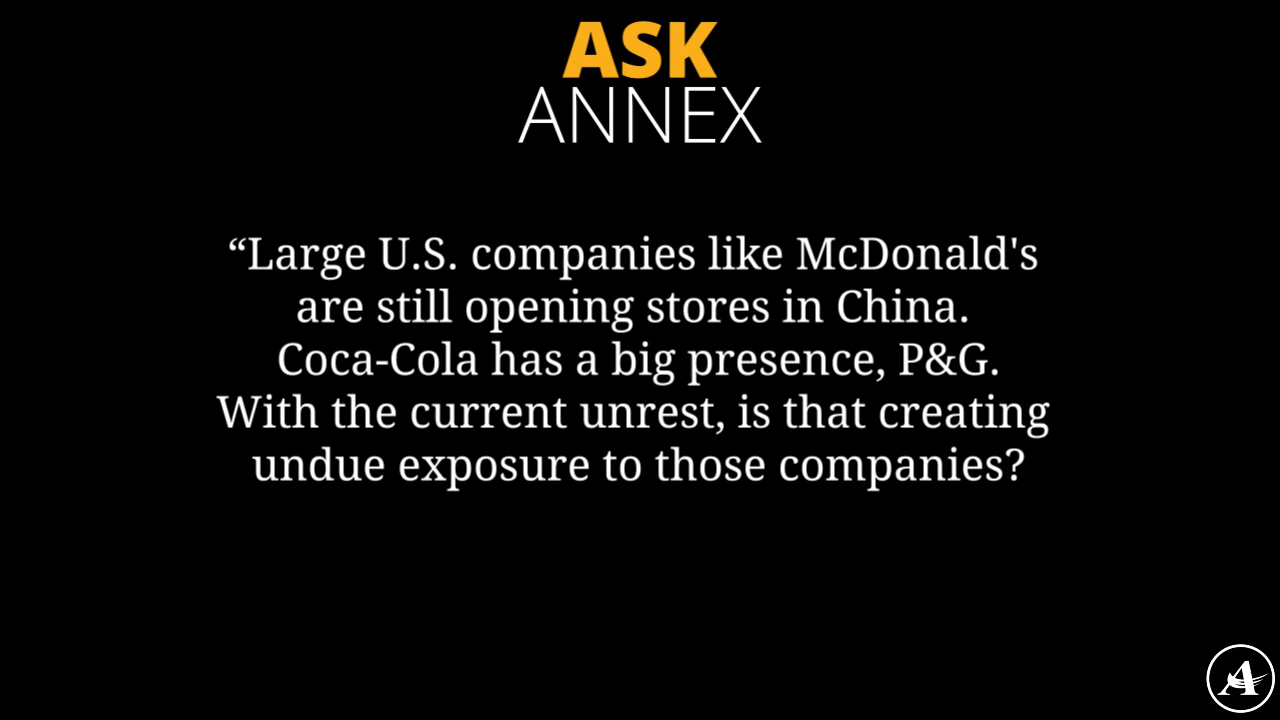 ASK
ANNEX
“Large U.S. companies like McDonald's
are still opening stores in China.
Coca-Cola has a big presence, P&G.
With the current unrest, is that creating
undue exposure to those companies?
A